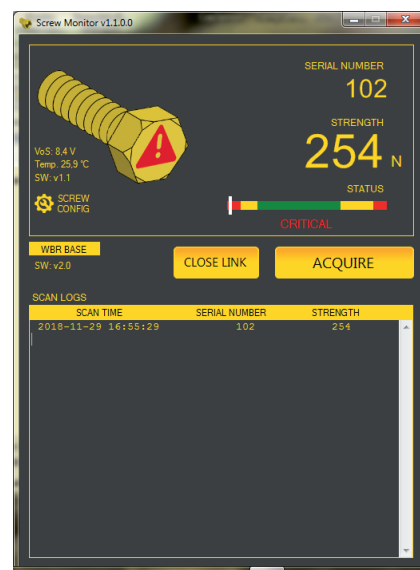 Screw Monitor v1.1.0.0
SERIAL NUMBER
102
STRENGTH
254 N
VoS: 8,4 V
Temp. 25,9 °C
SW: v1.1
STATUS
SCREW
CONFIG
CRITICAL
WBR BASE
SW: v2.0
CLOSE LINK
ACQUIRE
SCAN LOGS
SCAN TIME SERIAL NUMBER STRENGTH
2018-11-29 16:55:29 102 254